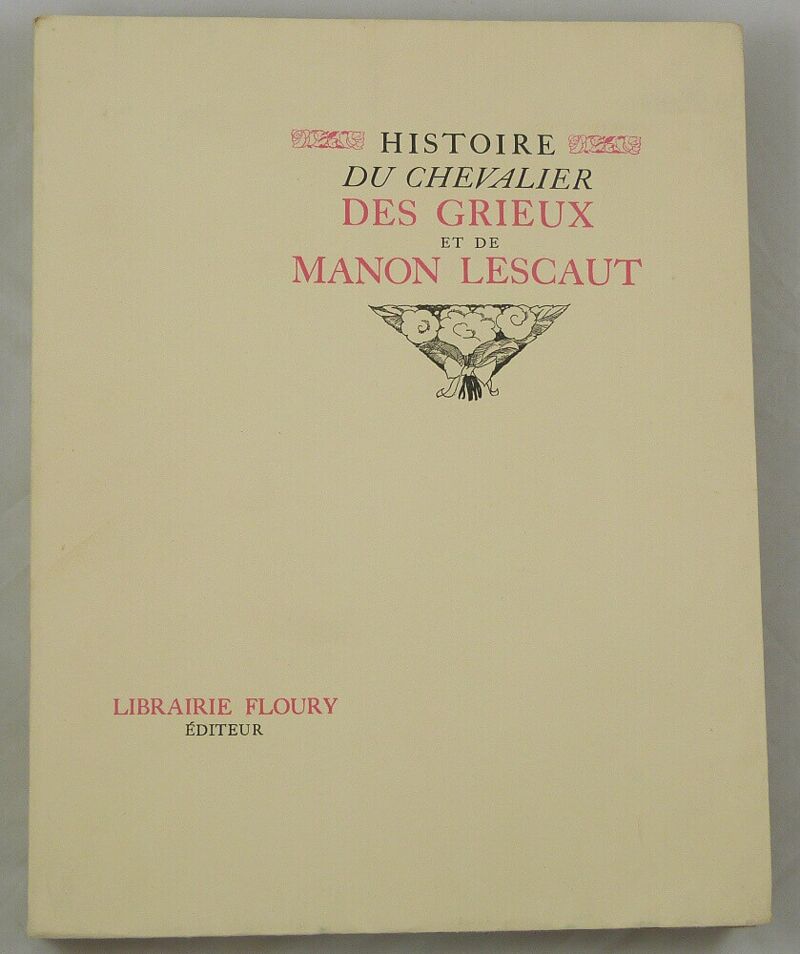 HISTOIRE
DU CHEVALIER
DES GRIEUX
ET DE
MANON LESCAUT
LIBRAIRIE FLOURY
ÉDITEUR